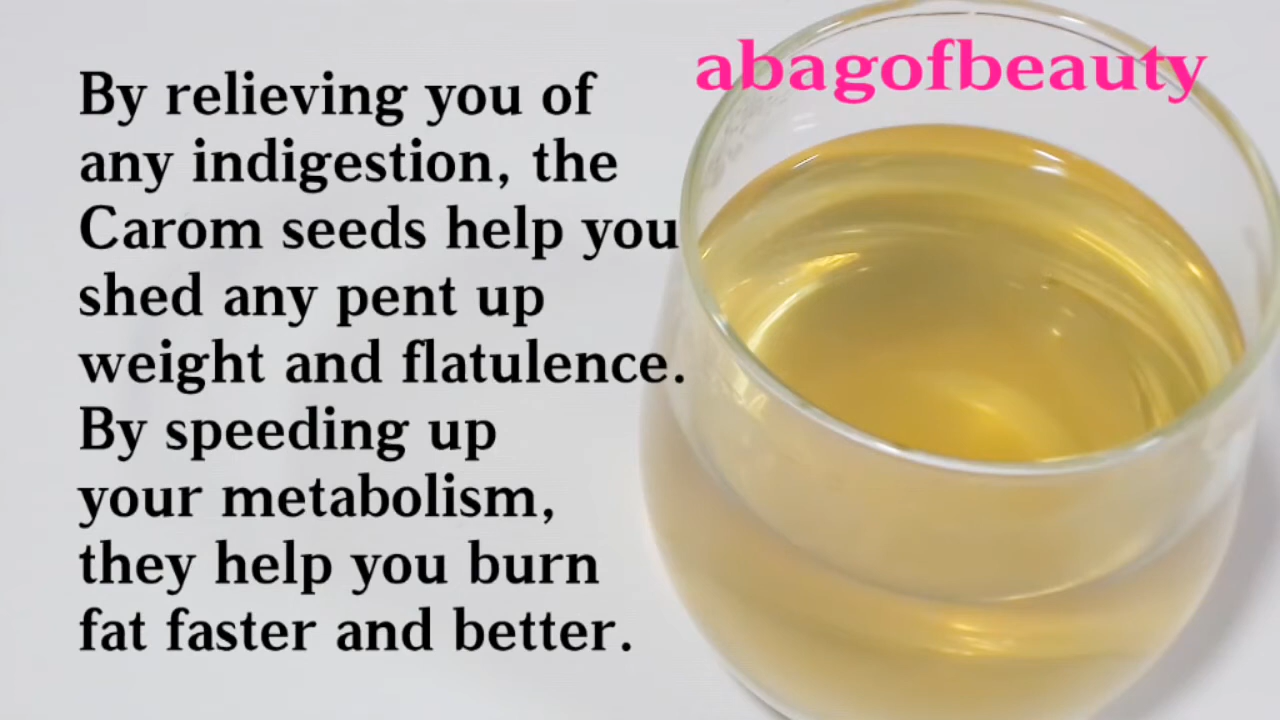 abagofbeauty
By relieving you of
any indigestion, the
Carom seeds help you
shed any pent up
weight and flatulence.
By speeding up
your metabolism,
they help you burn
fat faster and better.